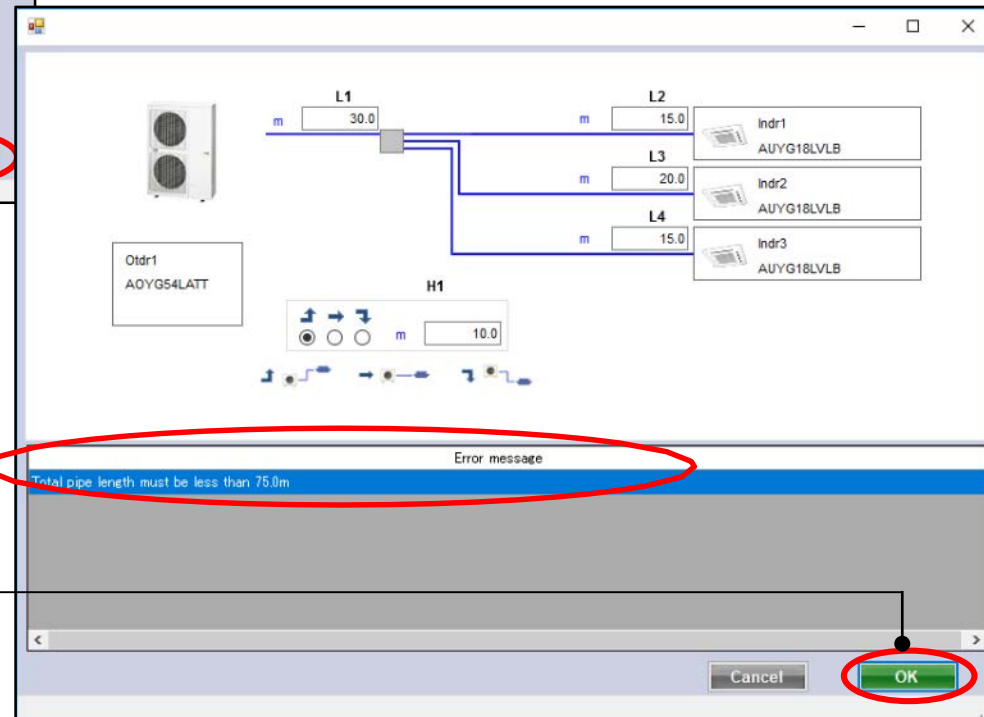 L1
m 30.0
L2
m 15.0
Indr1
AUYG18LVLB
L3
m 20.0
Indr2
AUYG18LVLB
L4
m 15.0
Indr3
AUYG18LVLB
Otdr1
AOYG54LATT
H1
m 10.0
Error message
Total pipe length must be less than 75.0m
Cancel
OK